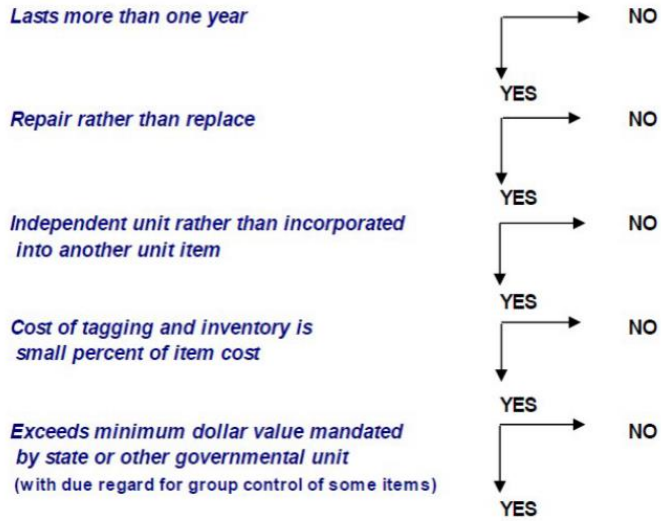 Lasts more than one year
NO
YES
Repair rather than replace
NO
YES
Independent unit rather than incorporated
into another unit item
NO
YES
Cost of tagging and inventory is
small percent of item cost
NO
YES
Exceeds minimum dollar value mandated
by state or other governmental unit
(with due regard for group control of some items)
NO
YES